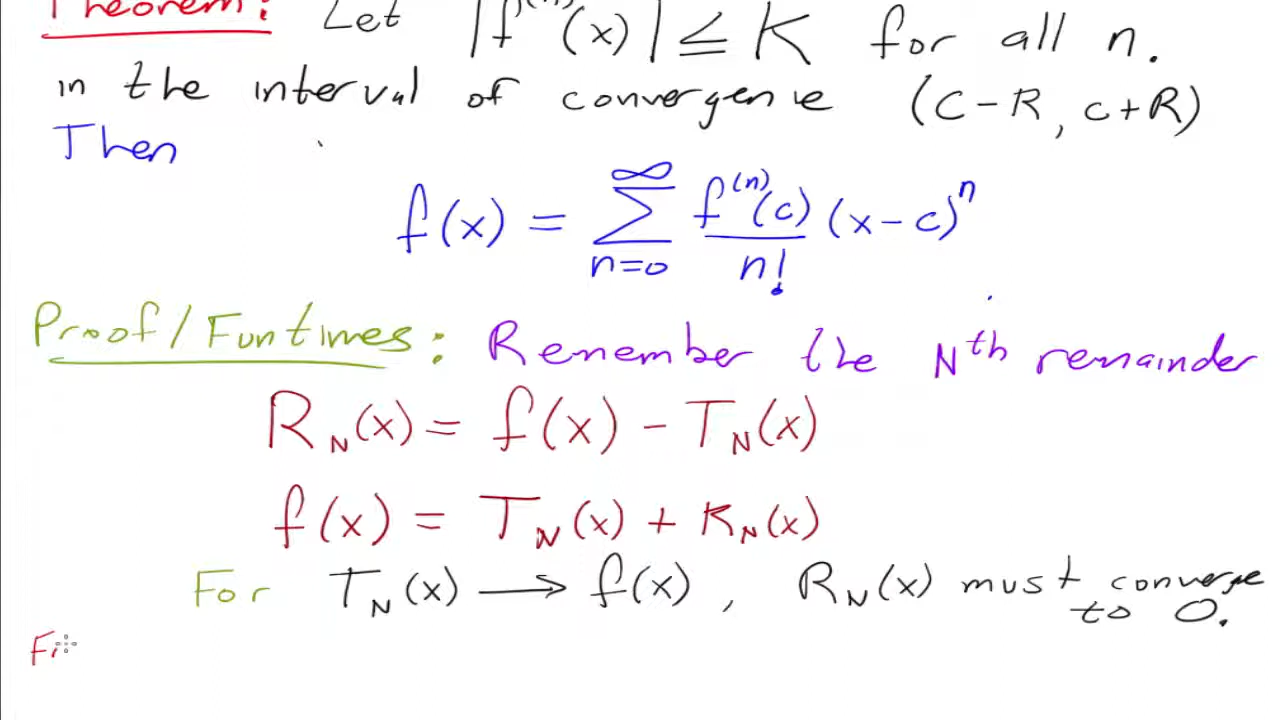 Theorem: Let |f^(n)(x)| ≤ K for all n.
in the interval of convergence (C-R, c+R)
Then
f(x) = ∑_{n=0}^{∞} f^(n)(c)/n! (x-c)^n
Proof/Funtimes: Remember the Nth remainder
R_N(x) = f(x) - T_N(x)
f(x) = T_N(x) + R_N(x)
For T_N(x) → f(x), R_N(x) must converge
to 0.